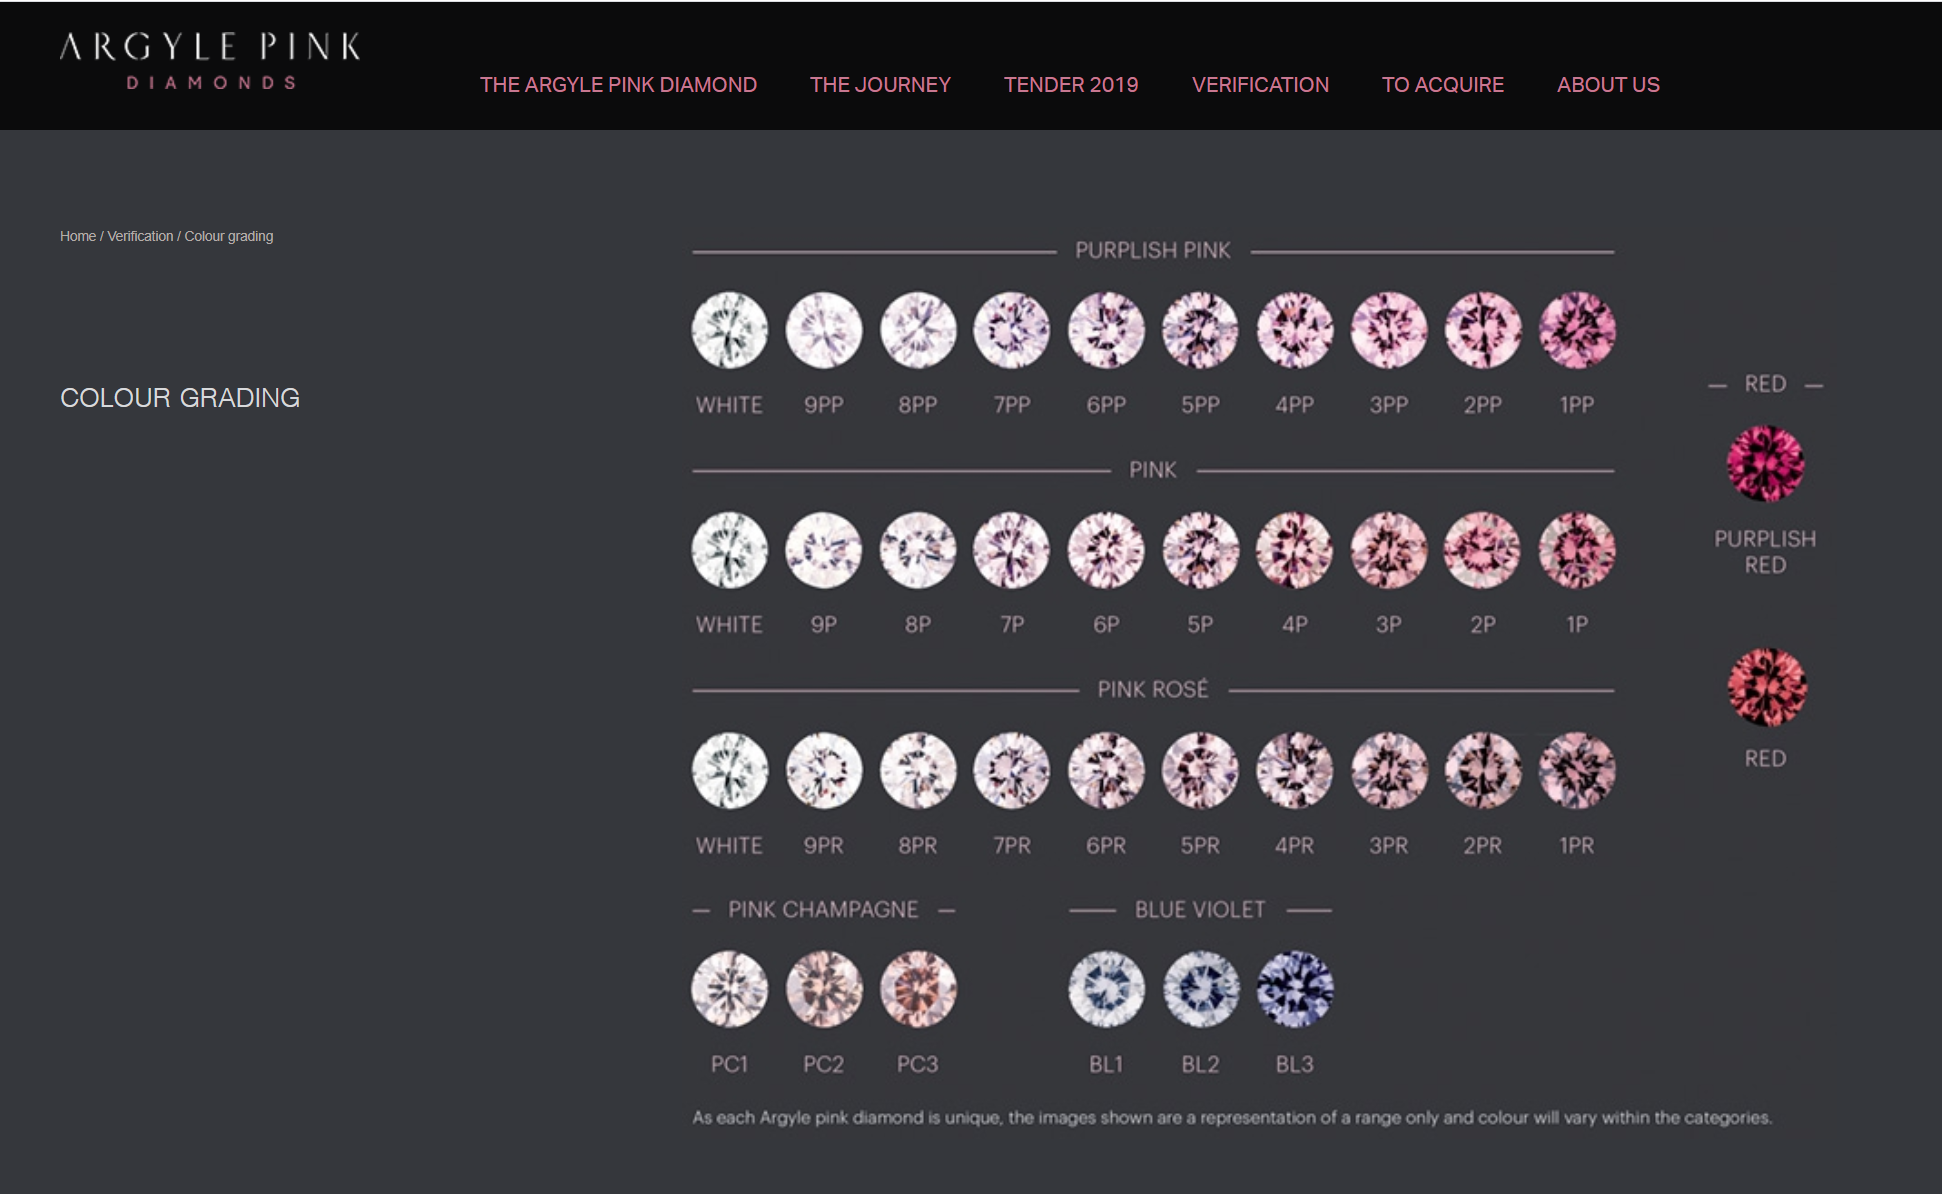 ARGYLE PINK
DIAMONDS
THE ARGYLE PINK DIAMOND THE JOURNEY TENDER 2019 VERIFICATION TO ACQUIRE ABOUT US
Home / Verification / Colour grading
COLOUR GRADING
PURPLISH PINK
WHITE 9PP 8PP 7PP 6PP 5PP 4PP 3PP 2PP 1PP
PINK
WHITE 9P 8P 7P 6P 5P 4P 3P 2P 1P
PINK ROSÉ
WHITE 9PR 8PR 7PR 6PR 5PR 4PR 3PR 2PR 1PR
RED
PURPLISH
RED
RED
PINK CHAMPAGNE
PC1 PC2 PC3
BLUE VIOLET
BL1 BL2 BL3
As each Argyle pink diamond is unique, the images shown are a representation of a range only and colour will vary within the categories.